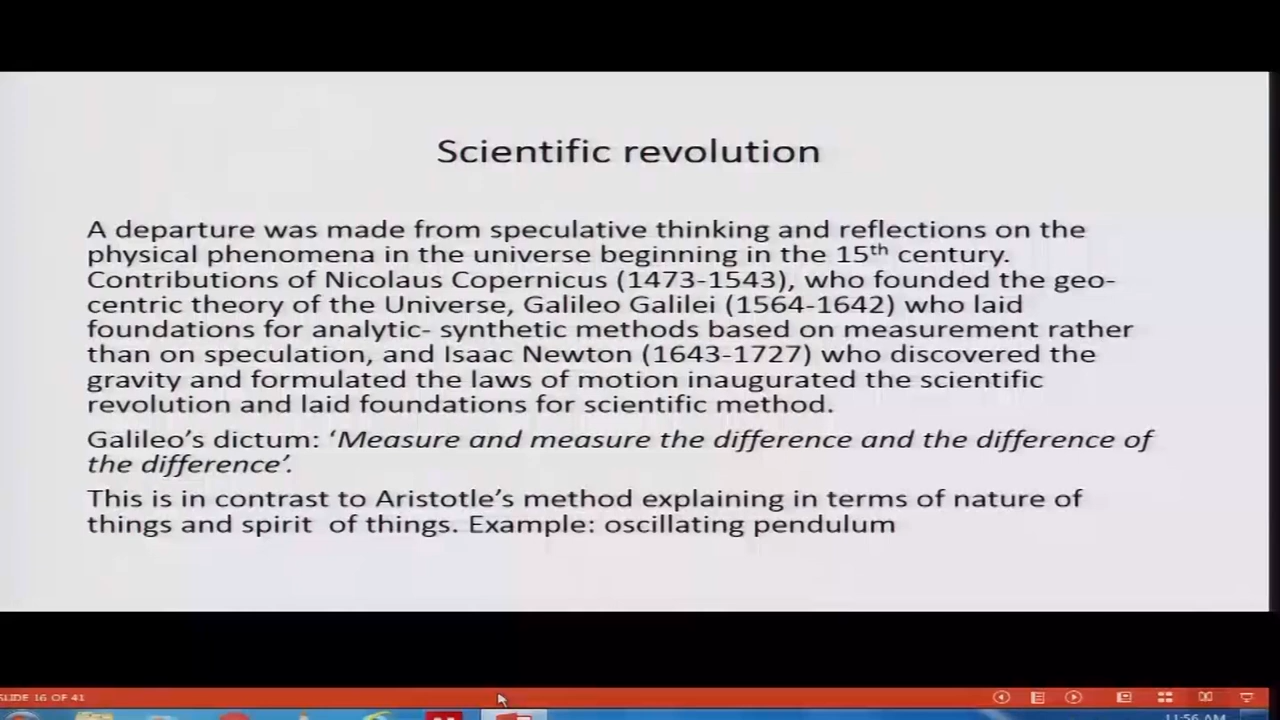 Scientific revolution
A departure was made from speculative thinking and reflections on the
physical phenomena in the universe beginning in the 15th century.
Contributions of Nicolaus Copernicus (1473-1543), who founded the geo-
centric theory of the Universe, Galileo Galilei (1564-1642) who laid
foundations for analytic- synthetic methods based on measurement rather
than on speculation, and Isaac Newton (1643-1727) who discovered the
gravity and formulated the laws of motion inaugurated the scientific
revolution and laid foundations for scientific method.
Galileo’s dictum: ‘Measure and measure the difference and the difference of
the difference’.
This is in contrast to Aristotle’s method explaining in terms of nature of
things and spirit of things. Example: oscillating pendulum
SLIDE 16 OF 41
11:56 AM